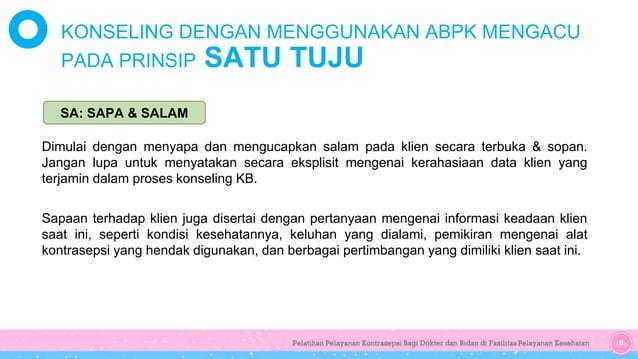 KONSELING DENGAN MENGGUNAKAN ABPK MENGACU
PADA PRINSIP SATU TUJU
SA: SAPA & SALAM
Dimulai dengan menyapa dan mengucapkan salam pada klien secara terbuka & sopan.
Jangan lupa untuk menyatakan secara eksplisit mengenai kerahasiaan data klien yang
terjamin dalam proses konseling KB.
Sapaan terhadap klien juga disertai dengan pertanyaan mengenai informasi keadaan klien
saat ini, seperti kondisi kesehatannya, keluhan yang dialami, pemikiran mengenai alat
kontrasepsi yang hendak digunakan, dan berbagai pertimbangan yang dimiliki klien saat ini.
Pelatihan Pelayanan Kontrasepsi Bagi Dokter dan Bidan di Fasilitas Pelayanan Kesehatan